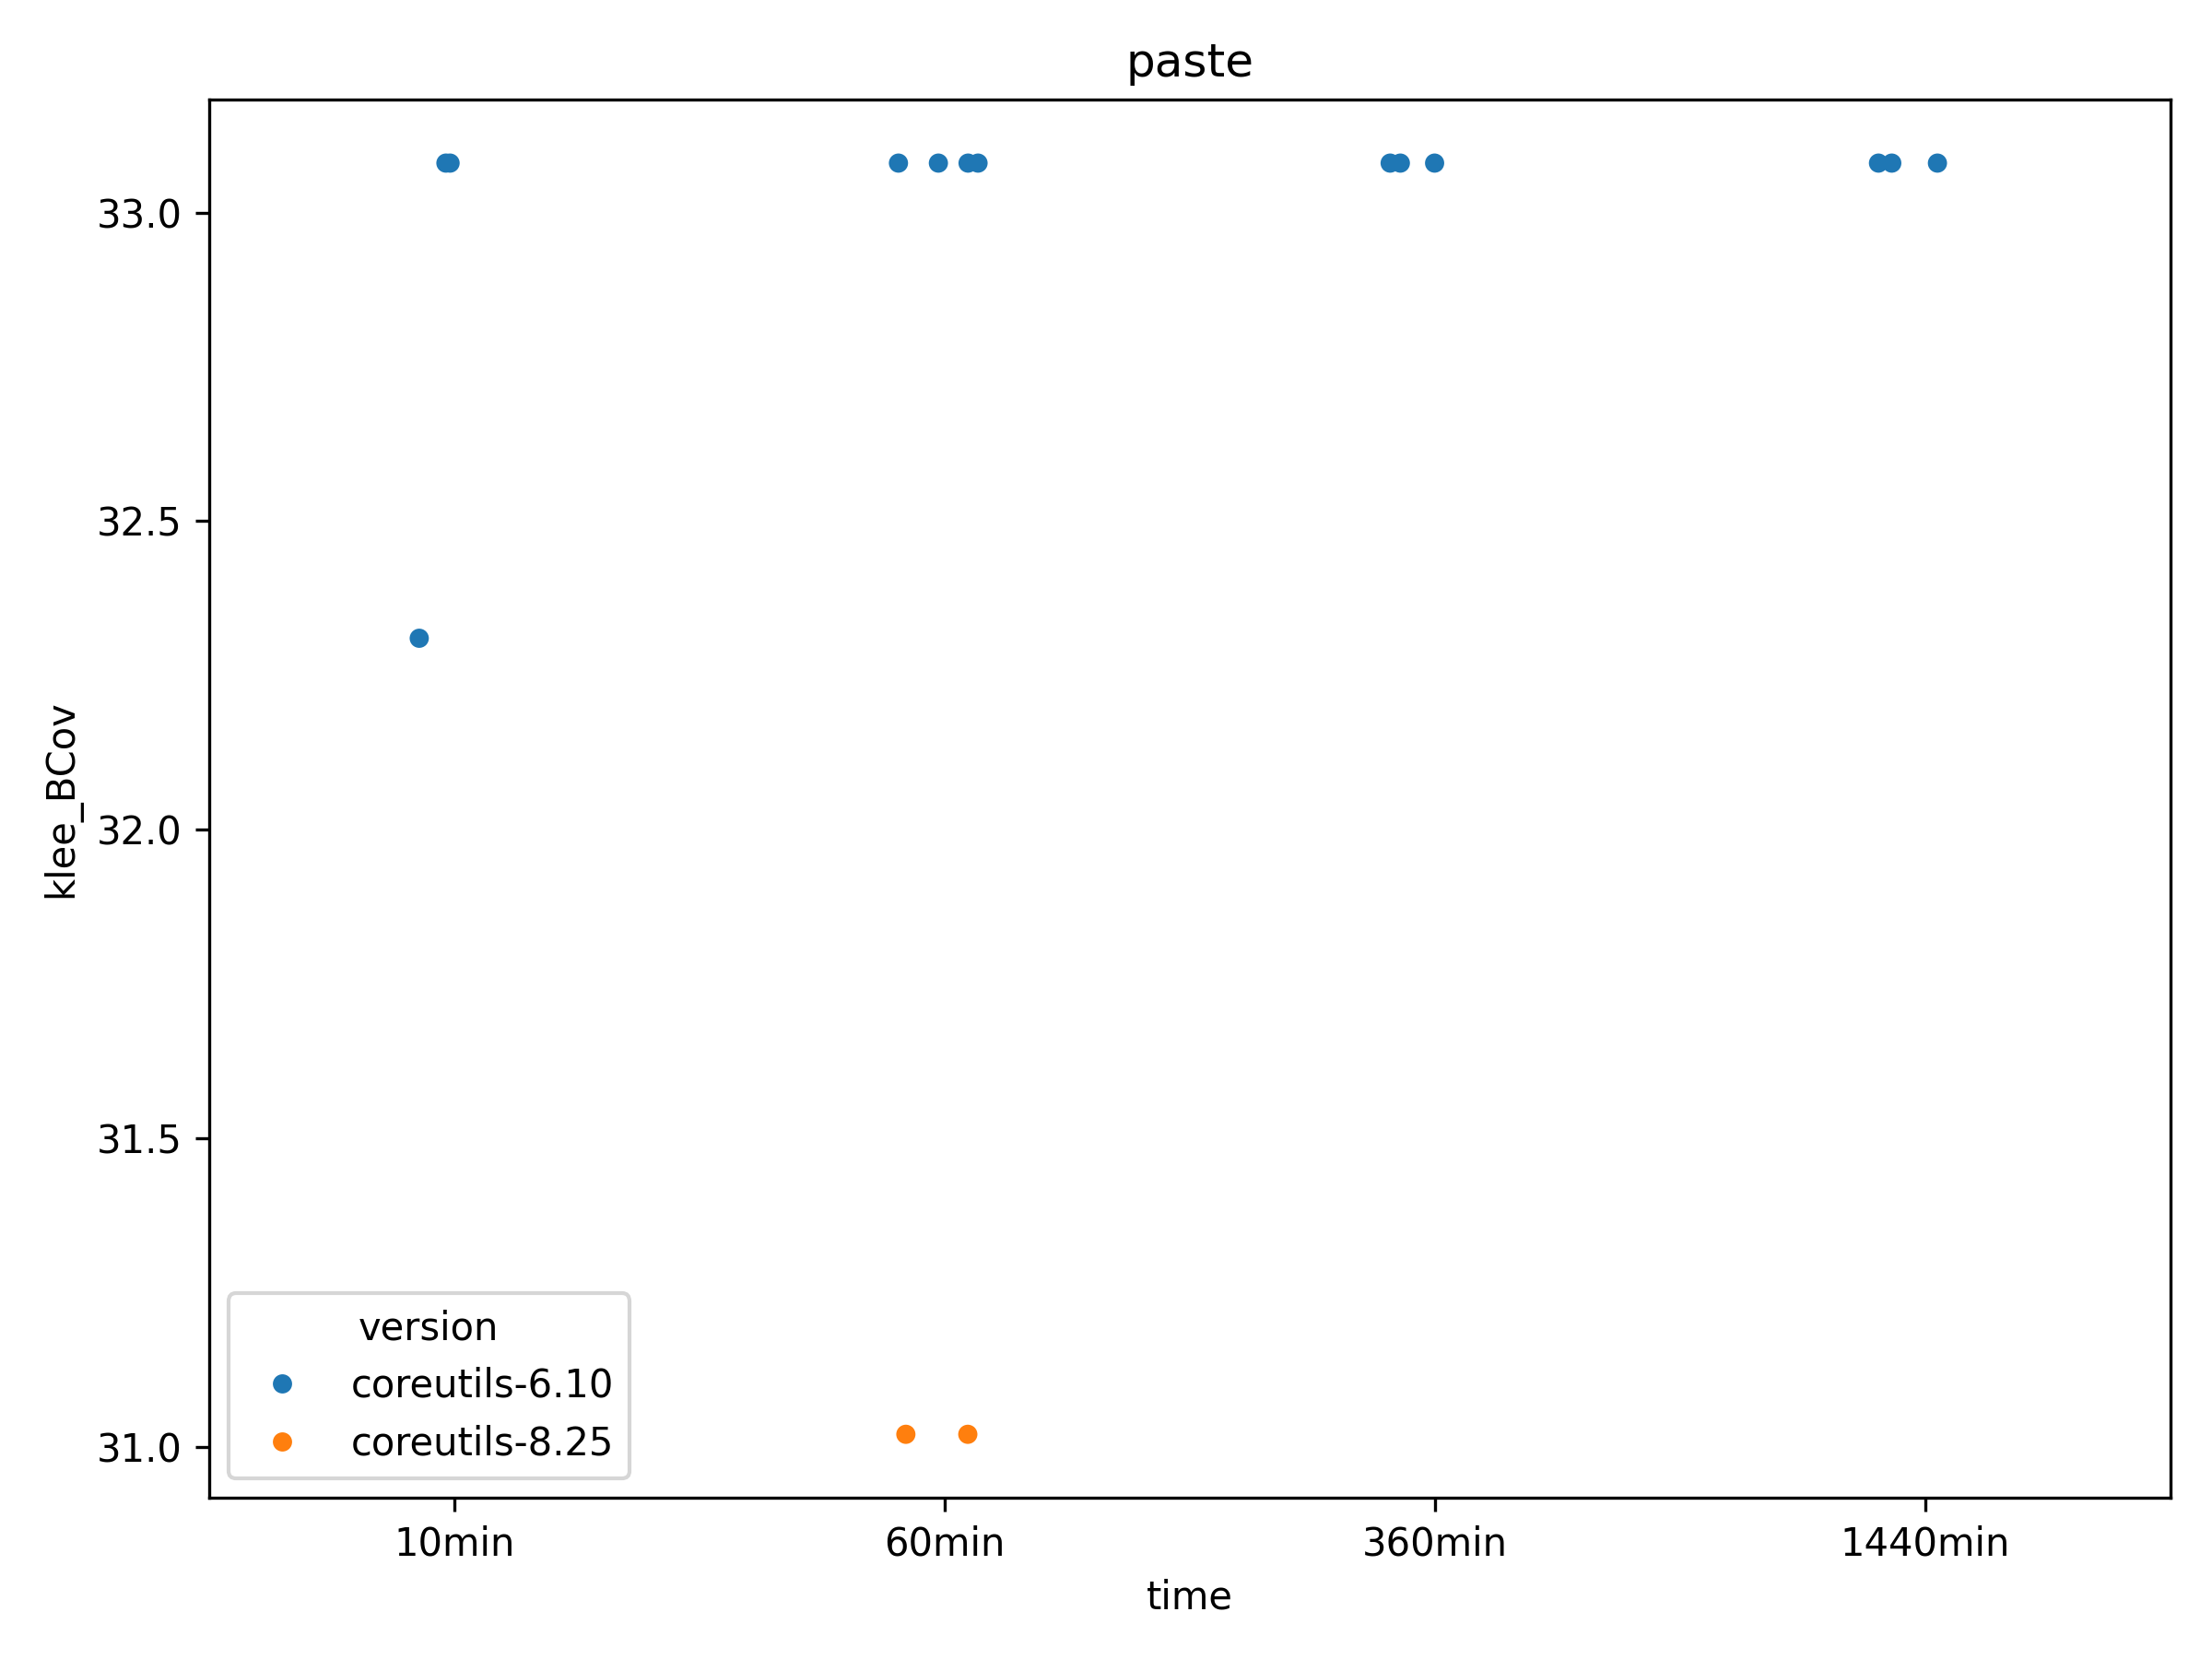 paste
klee_BCov
33.0
32.5
32.0
31.5
31.0
version
coreutils-6.10
coreutils-8.25
10min
60min
360min
1440min
time